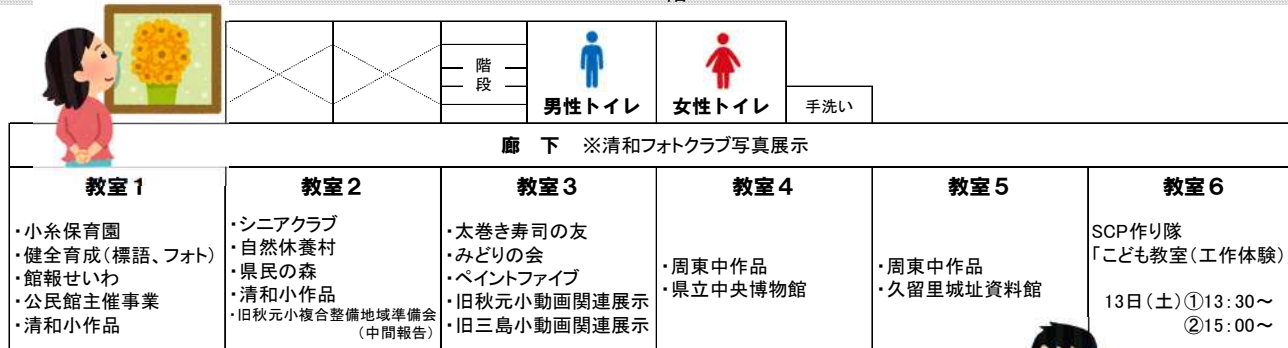 階
階
段
男性トイレ
女性トイレ
手洗い
廊 下 ※清和フォトクラブ写真展示
教室1
・小糸保育園
・健全育成(標語、フォト)
・館報せいわ
・公民館主催事業
・清和小作品
教室2
・シニアクラブ
・自然休養村
・県民の森
・清和小作品
・旧秋元小複合整備地域準備会
(中間報告)
教室3
・太巻き寿司の友
・みどりの会
・ペイントファイブ
・旧秋元小動画関連展示
・旧三島小動画関連展示
教室4
・周東中作品
・県立中央博物館
教室5
・周東中作品
・久留里城址資料館
教室6
SCP作り隊
「こども教室(工作体験)
13日(土)①13:30~
②15:00~